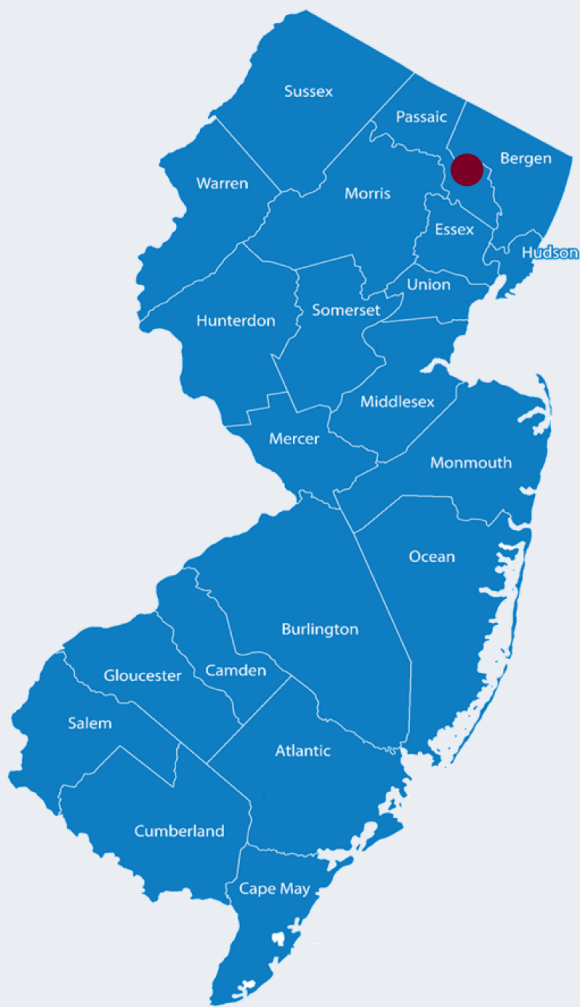 Sussex
Passaic
Bergen
Warren
Morris
Essex
Hudson
Union
Somerset
Hunterdon
Middlesex
Mercer
Monmouth
Ocean
Burlington
Camden
Gloucester
Salem
Atlantic
Cumberland
Cape May